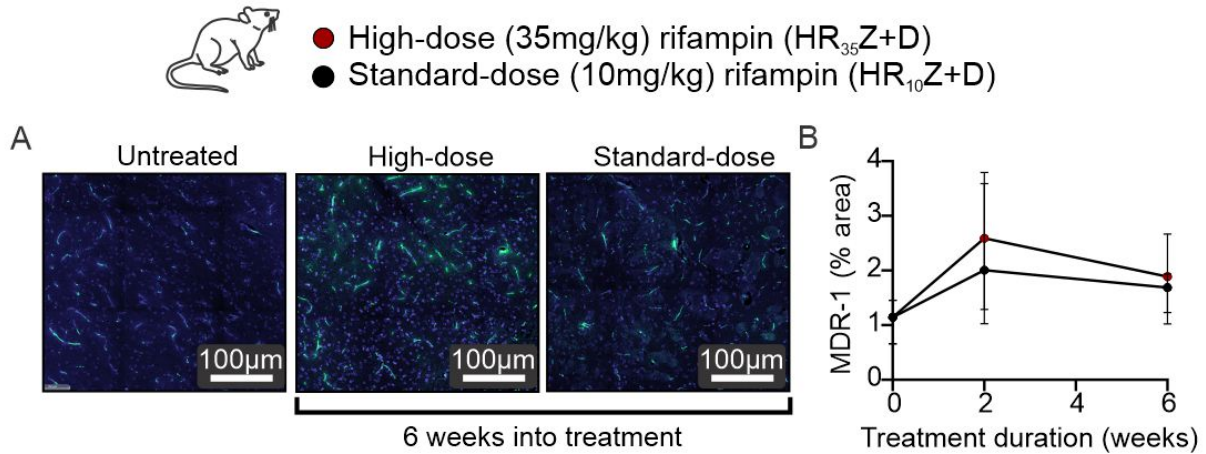 High-dose (35mg/kg) rifampin (HR₃₅Z+D)
Standard-dose (10mg/kg) rifampin (HR₁₀Z+D)
A
Untreated
High-dose
Standard-dose
100µm
100µm
100µm
6 weeks into treatment
B
MDR-1 (% area)
4
3
2
1
0
0 2 4 6
Treatment duration (weeks)